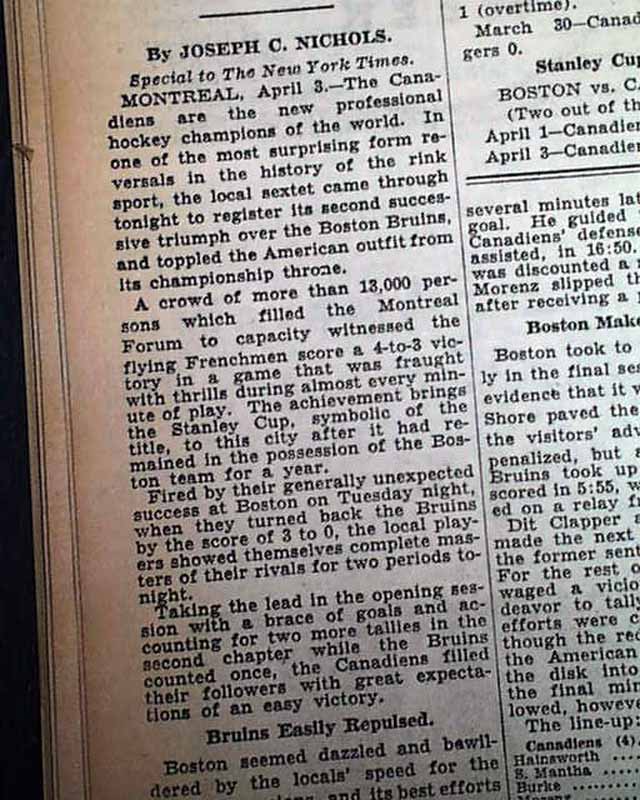 By JOSEPH C. NICHOLS.
Special to The New York Times.
MONTREAL, April 3.—The Cana-
diens are the new professional
hockey champions of the world. In
one of the most surprising form re-
versals in the history of the rink
sport, the local sextet came through
tonight to register its second succes-
sive triumph over the Boston Bruins,
and toppled the American outfit from
its championship throne.
A crowd of more than 13,000 per-
sons which filled the Montreal
Forum to capacity witnessed the
flying Frenchmen score a 4-to-3 vic-
tory in a game that was fraught
with thrills during almost every min-
ute of play. The achievement brings
the Stanley Cup, symbolic of the
title, to this city after it had re-
mained in the possession of the Bos-
ton team for a year.
Fired by their generally unexpected
success at Boston on Tuesday night,
when they turned back the Bruins
by the score of 3 to 0, the local play-
ers showed themselves complete mas-
ters of their rivals for two periods to-
night.
Taking the lead in the opening ses-
sion with a brace of goals and ac-
counting for two more tallies in the
second chapter while the Bruins
counted once, the Canadiens filled
their followers with great expecta-
tions of an easy victory.
Bruins Easily Repulsed.
Boston seemed dazzled and bewil-
dered by the locals' speed for the
and its best efforts
1 (overtime).
March 30—Canad
gers 0.
Stanley Cup
BOSTON vs. C
(Two out of th
April 1—Canadien
April 3—Canadien
several minutes lat
goal. He guided
Canadiens' defense
assisted, in 16:50.
was discounted a
Morenz slipped th
after receiving a
Boston Make
Boston took to
ly in the final ses
evidence that it w
Shore paved the
the visitors' adv
penalized, but a
Bruins took up
scored in 5:55, w
ed on a relay fr
Dit Clapper s
made the next
the former sent
For the rest o
waged a vicio
deavor to tally
efforts were c
though the rec
the American
the disk into
the final min
lowed, howeve
The line-up:
Canadiens (4).
Hainsworth
S. Mantha
Burke